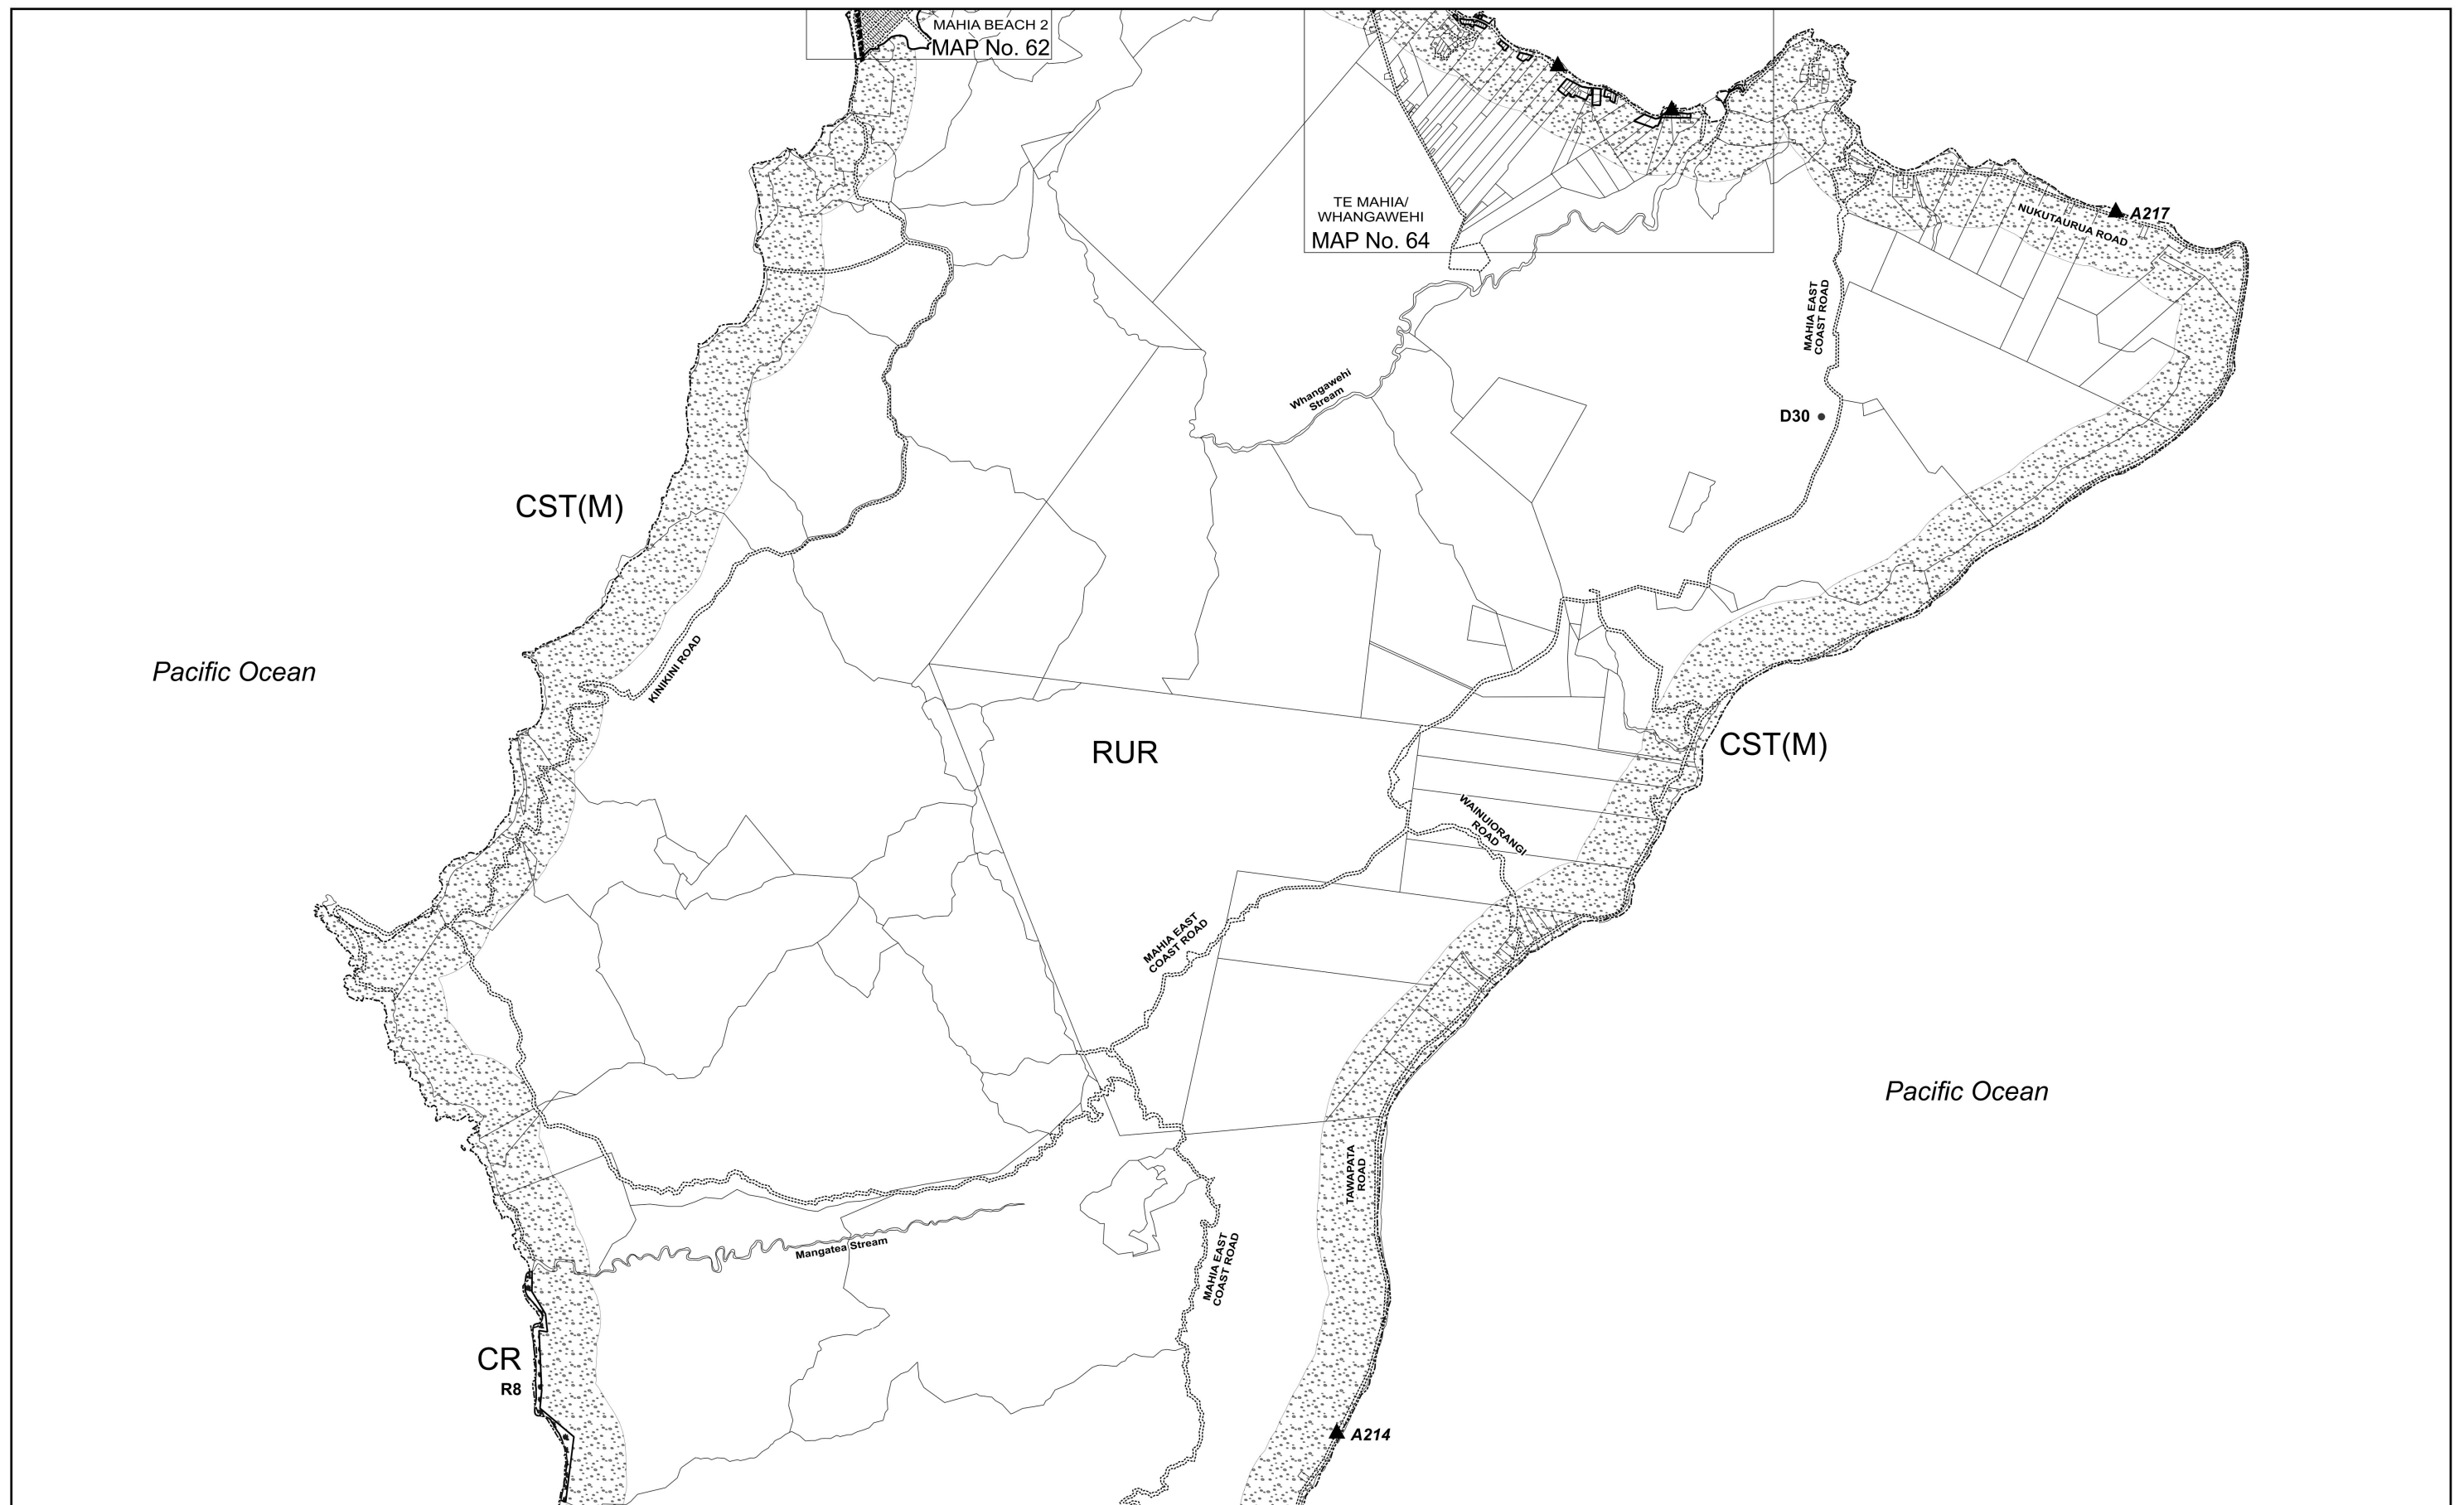 MAHIA BEACH 2
MAP No. 62
TE MAHIA/
WHANGAWEHI
MAP No. 64
A217
NUKUTAURUA ROAD
MAHIA EAST
COAST ROAD
Whangawehi
Stream
D30
CST(M)
KINIKINI ROAD
Pacific Ocean
RUR
CST(M)
WAINUIORANGI
ROAD
MAHIA EAST
COAST ROAD
Pacific Ocean
TAWAPATA
ROAD
Mangatea Stream
MAHIA EAST
COAST ROAD
CR
R8
A214